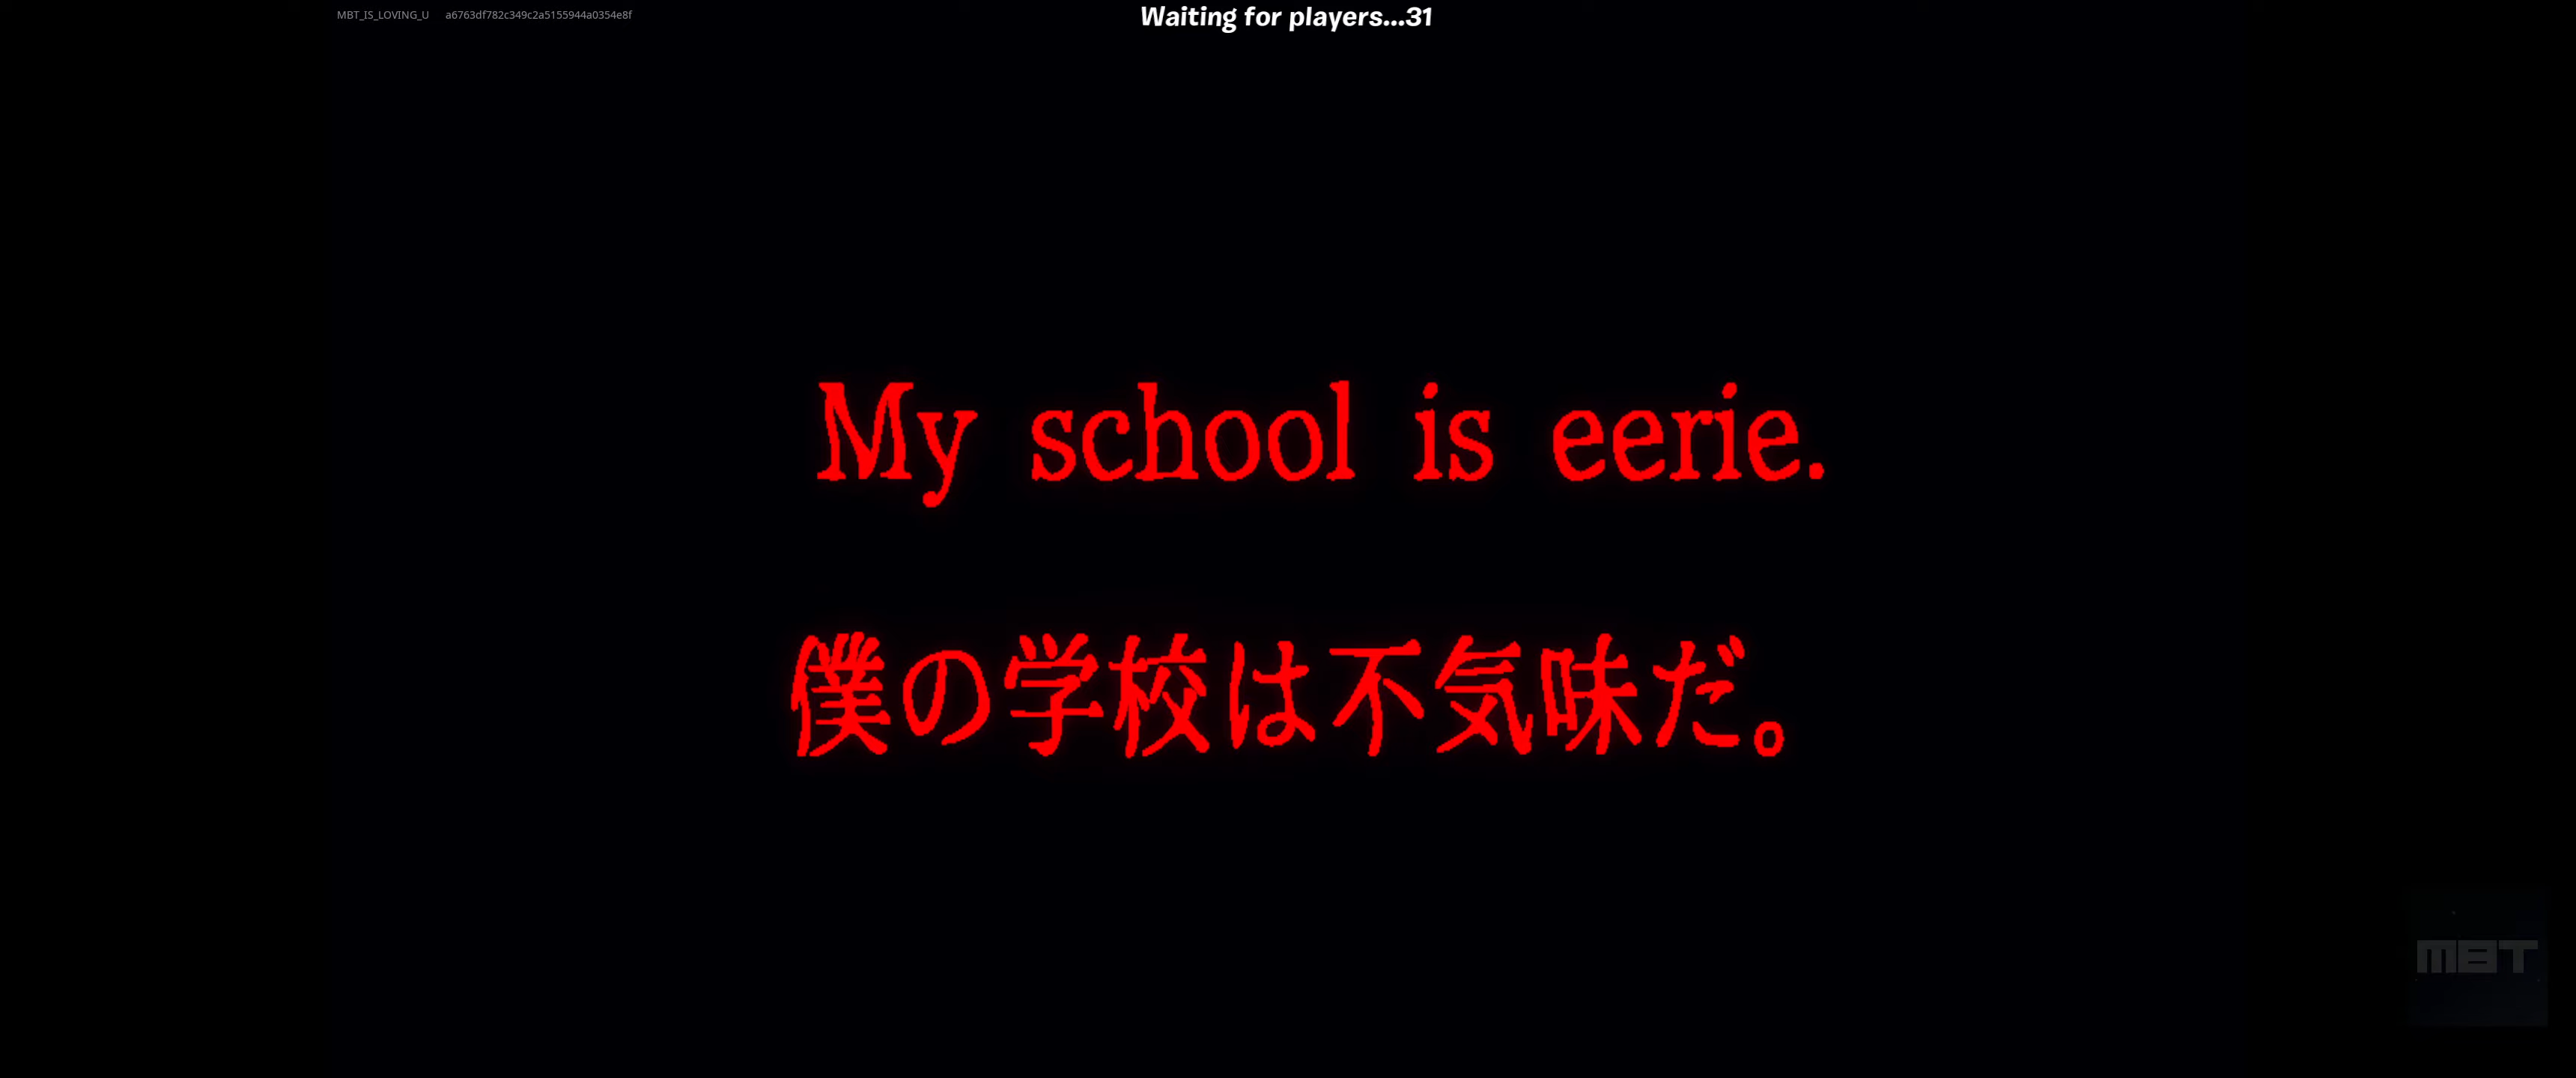 MBT_IS_LOVING_U a6763df782c349c2a5155944a0354e8f
Waiting for players...31
My school is eerie.
僕の学校は不気味だ。
MBT